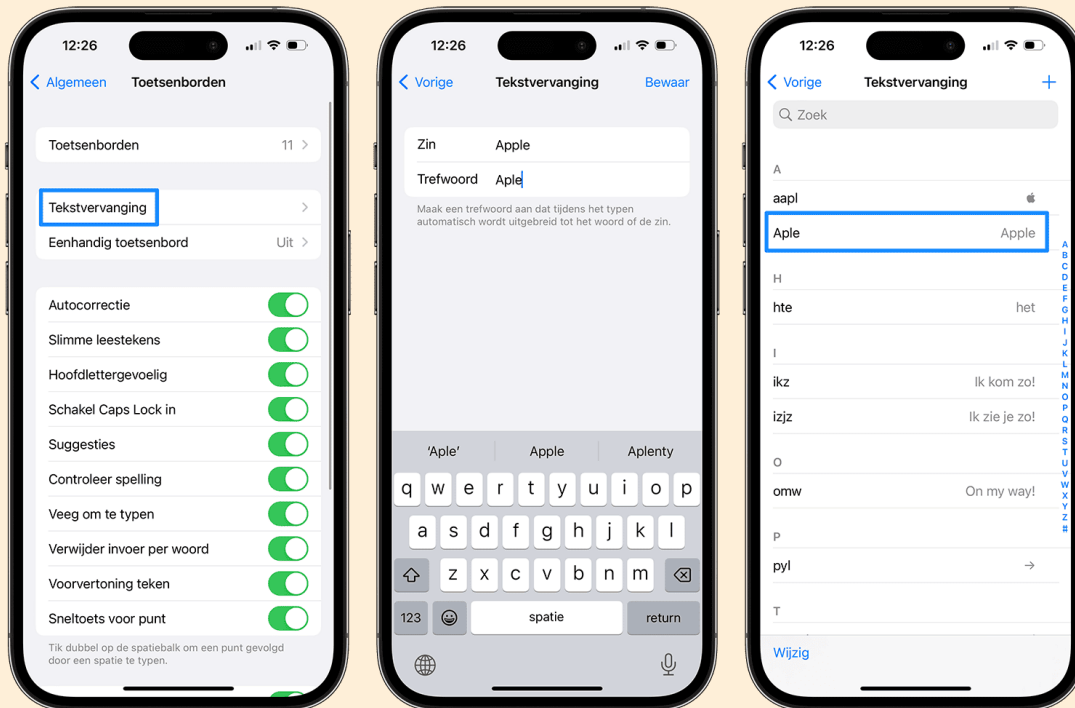 12:26
Algemeen
Toetsenborden
Toetsenborden 11
Tekstvervanging
Eenhandig toetsenbord Uit
Autocorrectie
Slimme leestekens
Hoofdlettergevoelig
Schakel Caps Lock in
Suggesties
Controleer spelling
Veeg om te typen
Verwijder invoer per woord
Voorvertoning teken
Sneltoets voor punt
Tik dubbel op de spatiebalk om een punt gevolgd
door een spatie te typen.
12:26
Vorige Tekstvervanging Bewaar
Zin Apple
Trefwoord Aple
Maak een trefwoord aan dat tijdens het typen
automatisch wordt uitgebreid tot het woord of de zin.
'Aple' Apple Aplenty
q w e r t y u i o p
a s d f g h j k l
z x c v b n m
123 spatie return
12:26
Vorige Tekstvervanging +
Zoek
A
aapl
Aple Apple
H
hte het
I
ikz Ik kom zo!
izjz Ik zie je zo!
O
omw On my way!
P
pyl →
T
Wijzig
A
B
C
D
E
F
G
H
I
J
K
L
M
N
O
P
Q
R
S
T
U
V
W
X
Y
Z
#